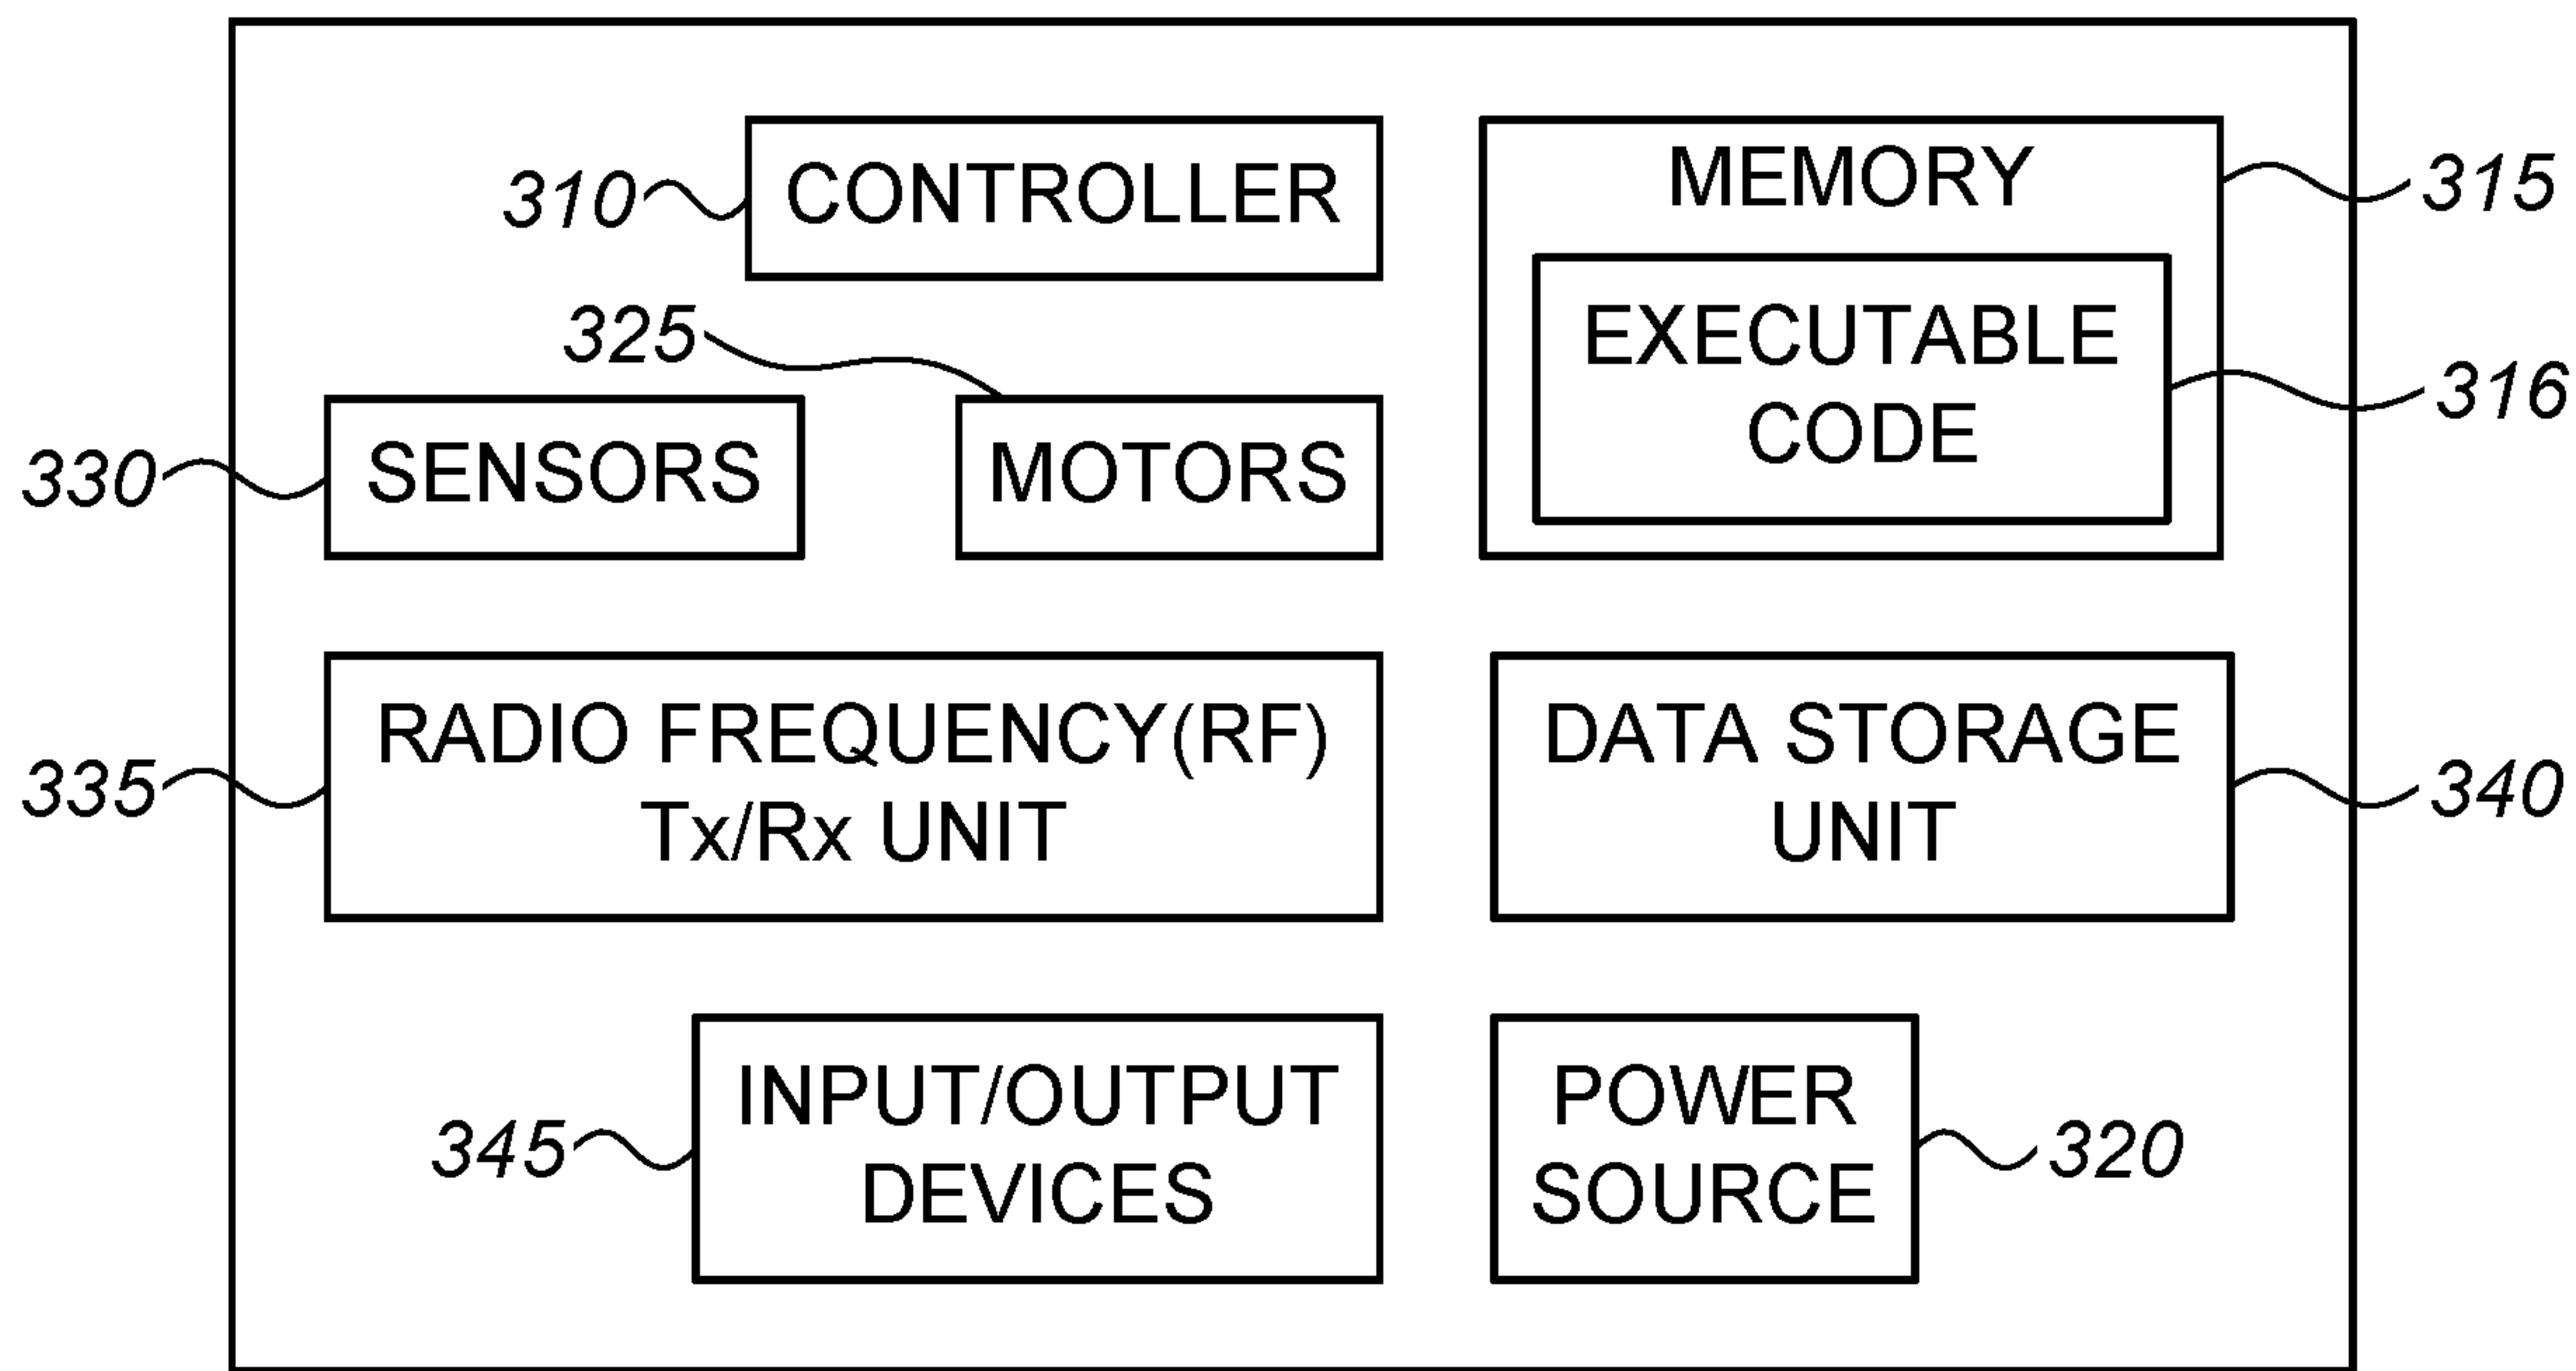 310
CONTROLLER
MEMORY
315
325
EXECUTABLE
CODE
316
330
SENSORS
MOTORS
335
RADIO FREQUENCY(RF)
Tx/Rx UNIT
DATA STORAGE
UNIT
340
345
INPUT/OUTPUT
DEVICES
POWER
SOURCE
320